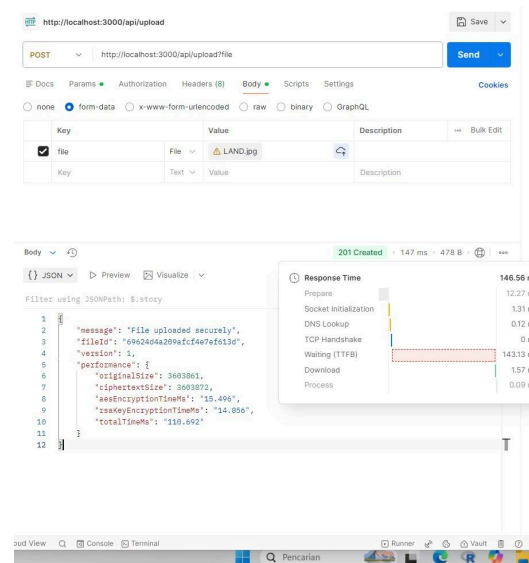 HTTP http://localhost:3000/api/upload Save
POST http://localhost:3000/api/upload?file Send
Docs Params Authorization Headers (8) Body Scripts Settings Cookies
none form-data x-www-form-urlencoded raw binary GraphQL
Key Value Description Bulk Edit
file File LAND.jpg
Key Text Value Description
Body 201 Created 147 ms 478 B
{} JSON Preview Visualize
Response Time 146.56
Filter using JSONPath: $.story
Prepare 12.27
Socket Initialization 1.31
DNS Lookup 0.12
TCP Handshake 0
Waiting (TTFB) 143.13
Download 1.57
Process 0.09
1 {
2 "message": "File uploaded securely",
3 "fileId": "69624d4a209afcf4e7ef613d",
4 "version": 1,
5 "performance": {
6 "originalSize": 3603861,
7 "ciphertextSize": 3603872,
8 "aesEncryptionTimeMs": "15.496",
9 "rsaKeyEncryptionTimeMs": "14.856",
10 "totalTimeMs": "110.692"
11 }
12 }
oud View Console Terminal Runner Vault
Pencarian